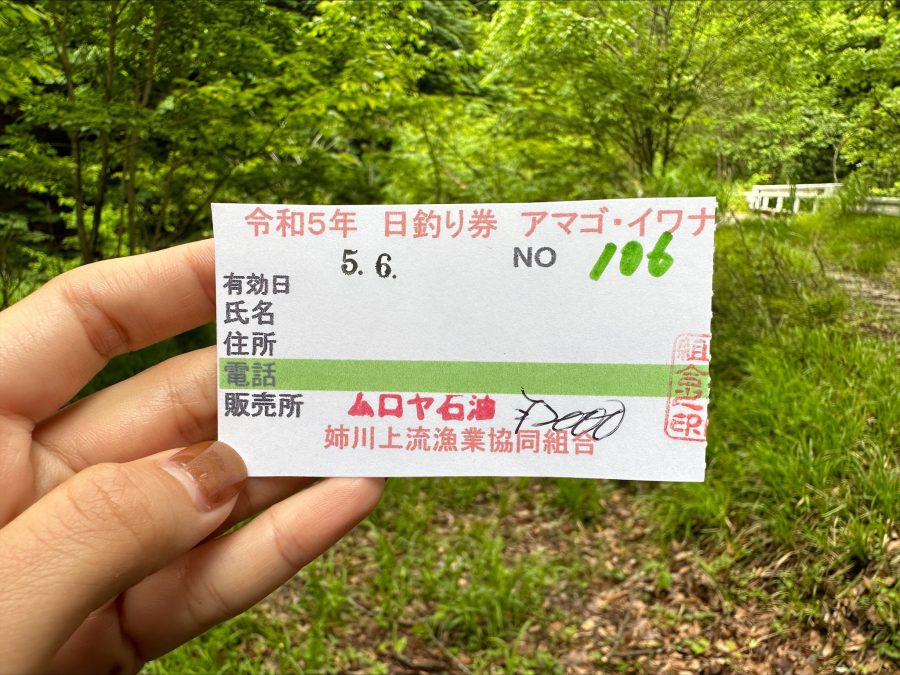 令和5年 日釣り券 アマゴ・イワナ
5. 6. NO 106
有効日
氏名
住所
電話
販売所 ムロヤ石油
姉川上流漁業協同組合